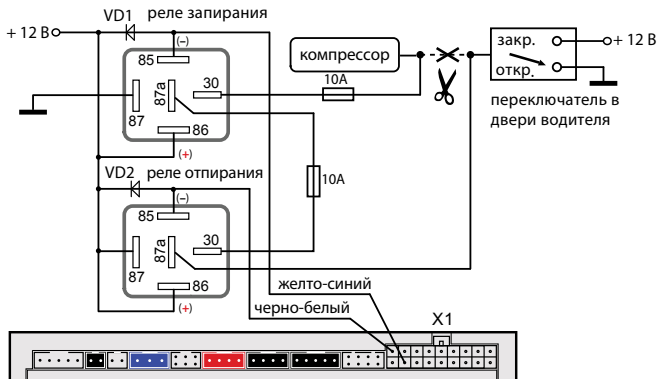 VD1 реле запирания
+ 12 В
(–)
85
30
87a
87
86
(+)
компрессор
10А
закр.
откр.
+ 12 В
переключатель в
двери водителя
10А
VD2 реле отпирания
(–)
85
30
87a
87
86
(+)
желто-синий
черно-белый
X1